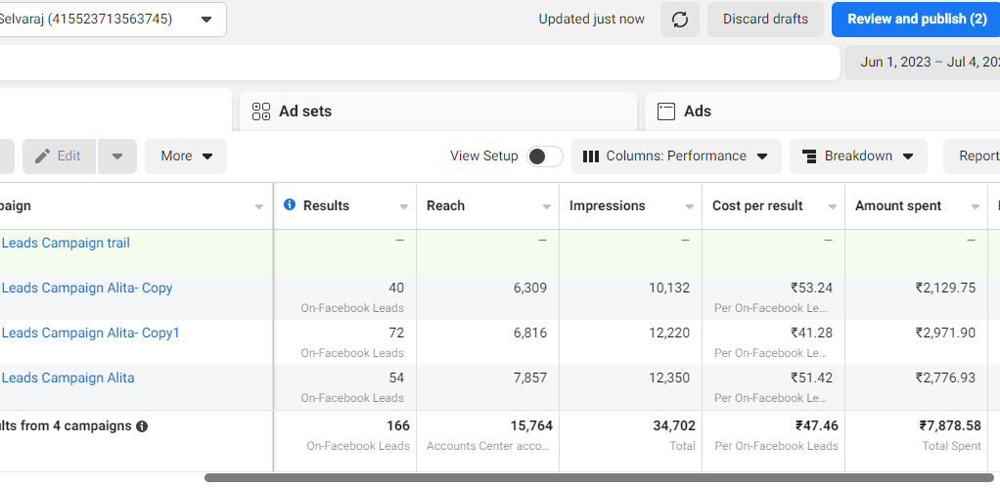 Selvaraj (415523713563745)
Updated just now
Discard drafts
Review and publish (2)
Jun 1, 2023 – Jul 4, 202
Ad sets
Ads
Edit
More
View Setup
Columns: Performance
Breakdown
Report
paign
Results
Reach
Impressions
Cost per result
Amount spent
Leads Campaign trail
– – – – –
Leads Campaign Alita- Copy
40
6,309
10,132
₹53.24
₹2,129.75
On-Facebook Leads
Per On-Facebook Le...
Leads Campaign Alita- Copy1
72
6,816
12,220
₹41.28
₹2,971.90
On-Facebook Leads
Per On-Facebook Le...
Leads Campaign Alita
54
7,857
12,350
₹51.42
₹2,776.93
On-Facebook Leads
Per On-Facebook Le...
lts from 4 campaigns
166
15,764
34,702
₹47.46
₹7,878.58
On-Facebook Leads
Accounts Center acco...
Total
Per On-Facebook Leads
Total Spent